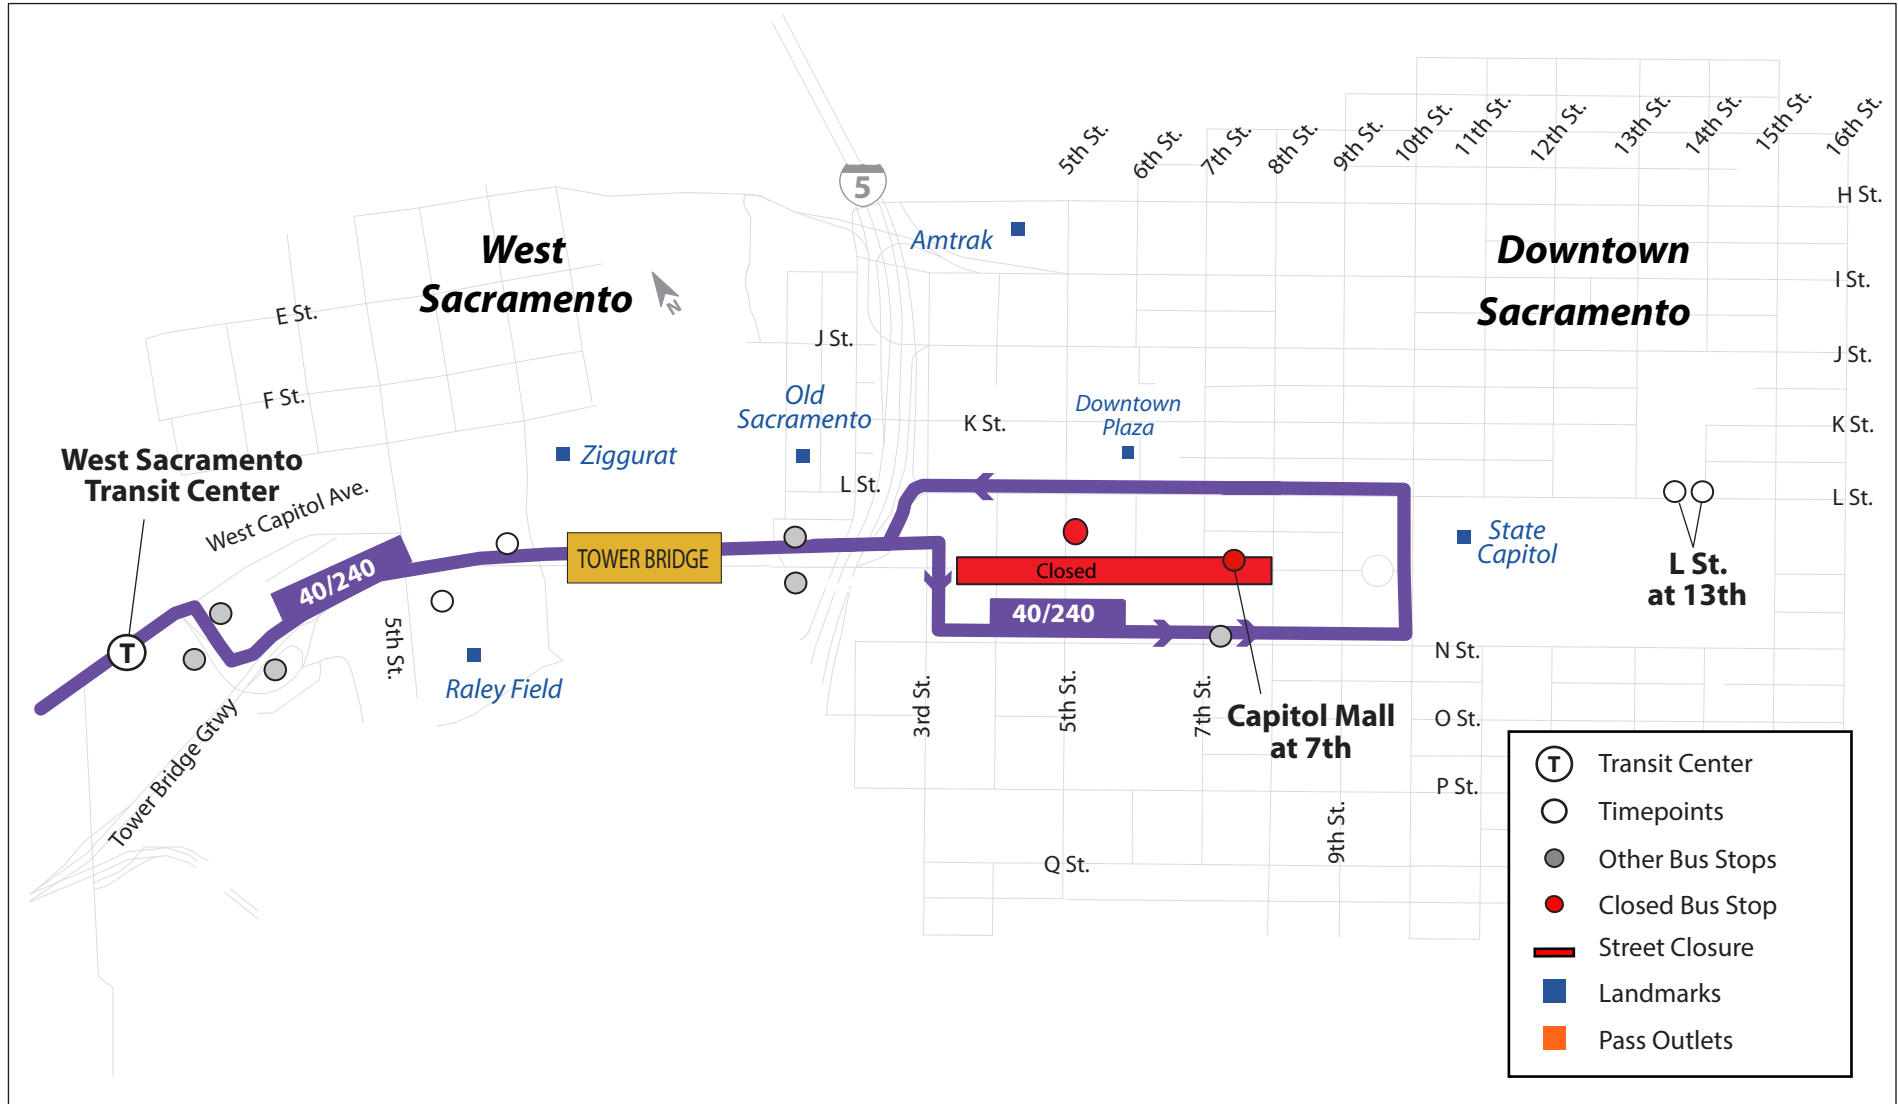 5th St.
6th St.
7th St.
8th St.
9th St.
10th St.
11th St.
12th St.
13th St.
14th St.
15th St.
16th St.
5
H St.
Amtrak
West
Sacramento
N
Downtown
Sacramento
I St.
E St.
J St.
J St.
F St.
Old
Sacramento
Downtown
Plaza
K St.
K St.
West Sacramento
Transit Center
Ziggurat
West Capitol Ave.
L St.
L St.
State
Capitol
TOWER BRIDGE
Closed
L St.
at 13th
40/240
40/240
T
5th St.
N St.
Raley Field
3rd St.
5th St.
7th St.
Capitol Mall
at 7th
O St.
Tower Bridge Gtwy
P St.
9th St.
Q St.
T
Transit Center
Timepoints
Other Bus Stops
Closed Bus Stop
Street Closure
Landmarks
Pass Outlets